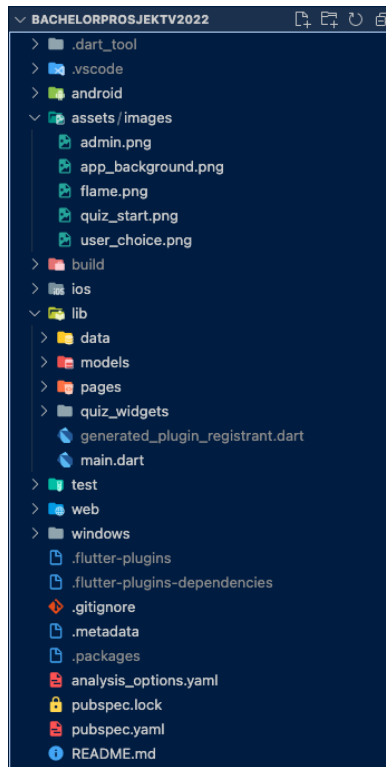 BACHELORPROSJEKTV2022
.dart_tool
.vscode
android
assets/images
admin.png
app_background.png
flame.png
quiz_start.png
user_choice.png
build
iOS
ios
lib
data
models
pages
quiz_widgets
generated_plugin_registrant.dart
main.dart
test
web
windows
.flutter-plugins
.flutter-plugins-dependencies
.gitignore
.metadata
.packages
analysis_options.yaml
pubspec.lock
pubspec.yaml
README.md